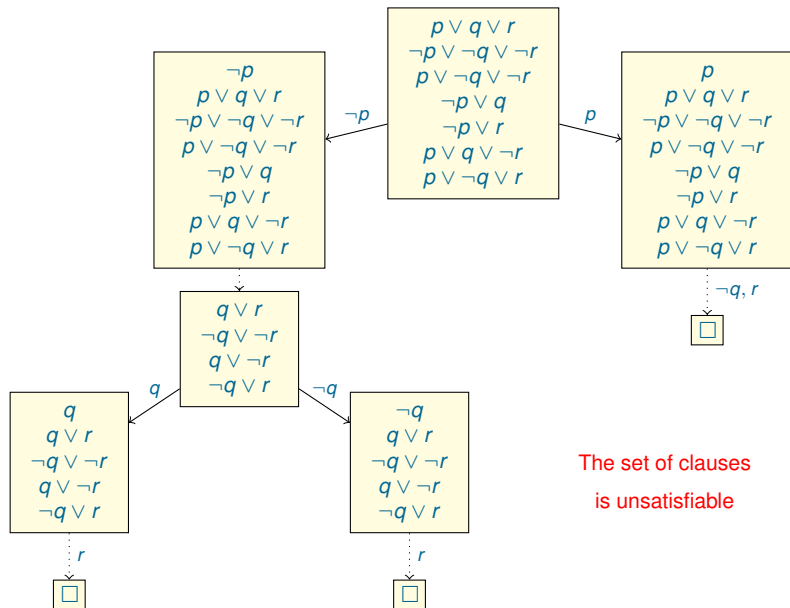 p ∨ q ∨ r
¬p ∨ ¬q ∨ ¬r
p ∨ ¬q ∨ ¬r
¬p ∨ q
¬p ∨ r
p ∨ q ∨ ¬r
p ∨ ¬q ∨ r
¬p
p
¬p
p ∨ q ∨ r
¬p ∨ ¬q ∨ ¬r
p ∨ ¬q ∨ ¬r
¬p ∨ q
¬p ∨ r
p ∨ q ∨ ¬r
p ∨ ¬q ∨ r
p
p ∨ q ∨ r
¬p ∨ ¬q ∨ ¬r
p ∨ ¬q ∨ ¬r
¬p ∨ q
¬p ∨ r
p ∨ q ∨ ¬r
p ∨ ¬q ∨ r
¬q, r
□
q ∨ r
¬q ∨ ¬r
q ∨ ¬r
¬q ∨ r
q
¬q
q
q ∨ r
¬q ∨ ¬r
q ∨ ¬r
¬q ∨ r
¬q
q ∨ r
¬q ∨ ¬r
q ∨ ¬r
¬q ∨ r
The set of clauses
is unsatisfiable
r
□
r
□